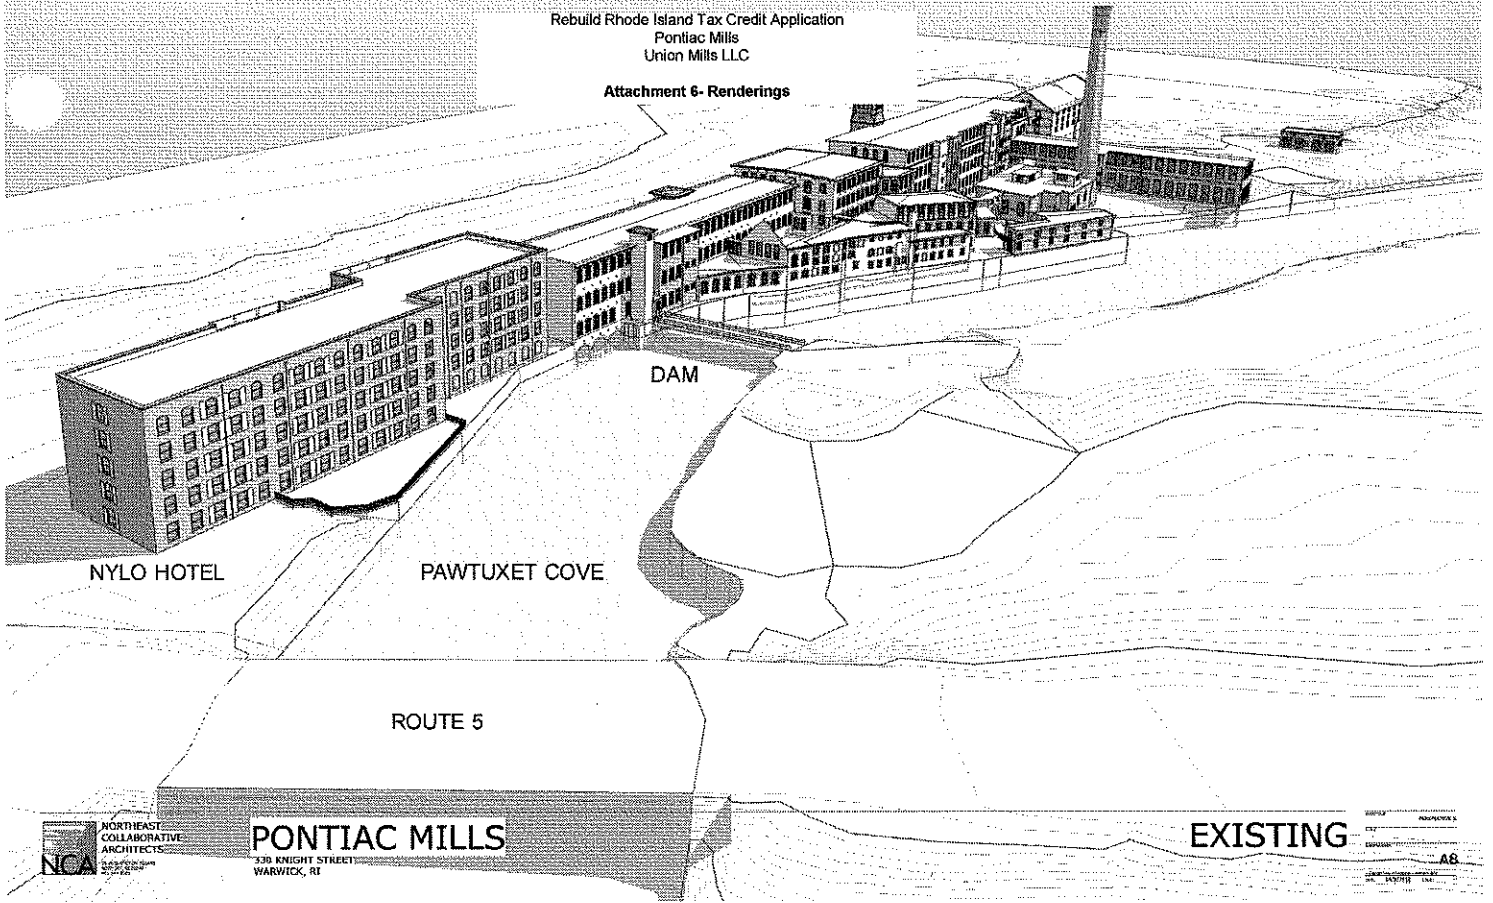 Rebuild Rhode Island Tax Credit Application
Pontiac Mills
Union Mills LLC
Attachment 6- Renderings
DAM
NYLO HOTEL
PAWTUXET COVE
ROUTE 5
NCA
NORTHEAST
COLLABORATIVE
ARCHITECTS
PONTIAC MILLS
330 KNIGHT STREET
WARWICK, RI
EXISTING
A8